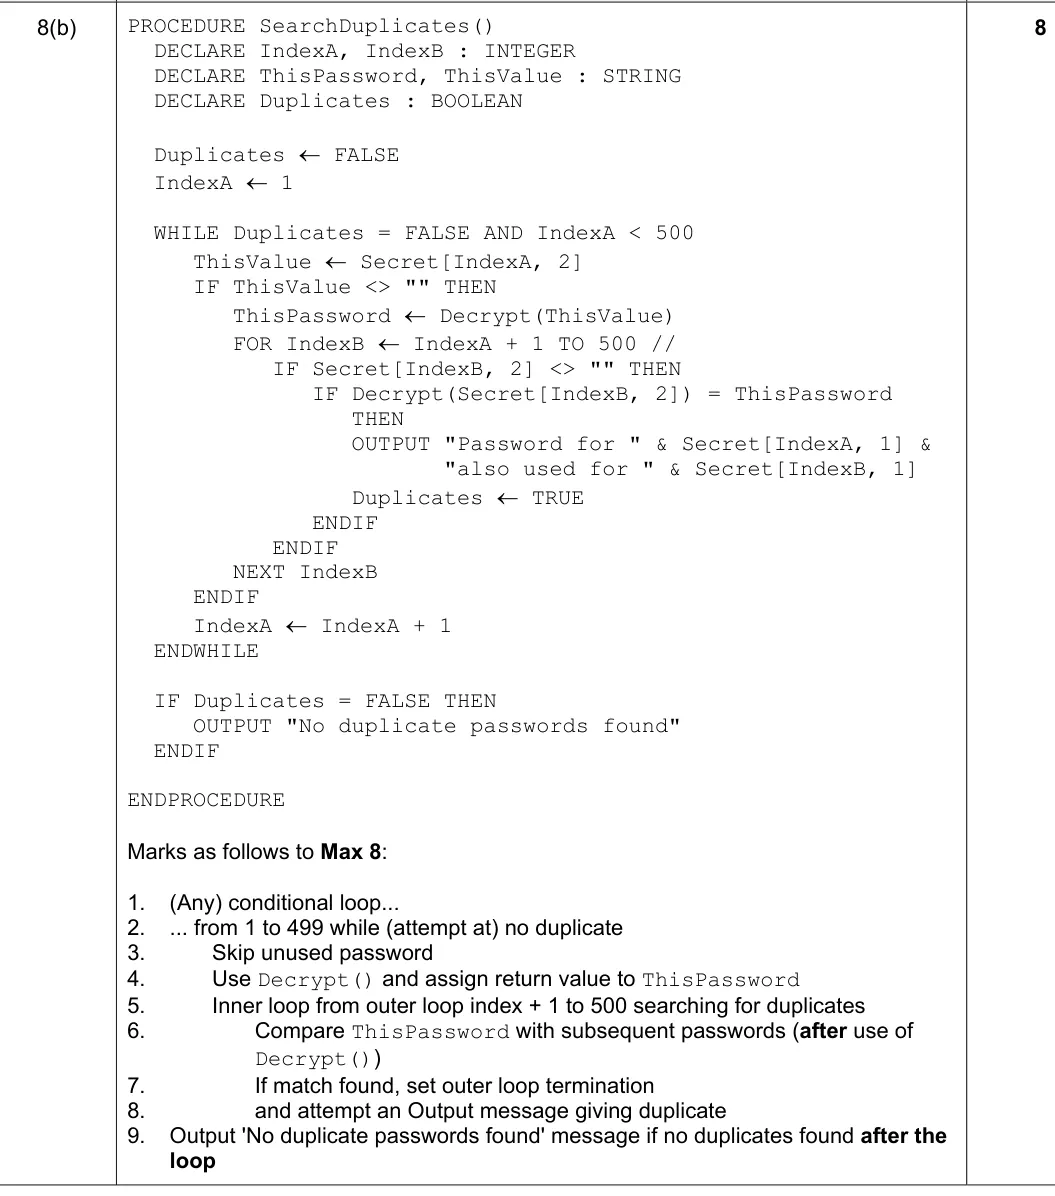 8(b)
PROCEDURE SearchDuplicates()
8
DECLARE IndexA, IndexB : INTEGER
DECLARE ThisPassword, ThisValue : STRING
DECLARE Duplicates : BOOLEAN
Duplicates ← FALSE
IndexA ← 1
WHILE Duplicates = FALSE AND IndexA < 500
ThisValue ← Secret[IndexA, 2]
IF ThisValue <> "" THEN
ThisPassword ← Decrypt(ThisValue)
FOR IndexB ← IndexA + 1 TO 500 //
IF Secret[IndexB, 2] <> "" THEN
IF Decrypt(Secret[IndexB, 2]) = ThisPassword
THEN
OUTPUT "Password for " & Secret[IndexA, 1] &
"also used for " & Secret[IndexB, 1]
Duplicates ← TRUE
ENDIF
ENDIF
NEXT IndexB
ENDIF
IndexA ← IndexA + 1
ENDWHILE
IF Duplicates = FALSE THEN
OUTPUT "No duplicate passwords found"
ENDIF
ENDPROCEDURE
Marks as follows to Max 8:
1. (Any) conditional loop...
2. ... from 1 to 499 while (attempt at) no duplicate
3. Skip unused password
4. Use Decrypt() and assign return value to ThisPassword
5. Inner loop from outer loop index + 1 to 500 searching for duplicates
6. Compare ThisPassword with subsequent passwords (after use of
Decrypt())
7. If match found, set outer loop termination
8. and attempt an Output message giving duplicate
9. Output 'No duplicate passwords found' message if no duplicates found after the
loop